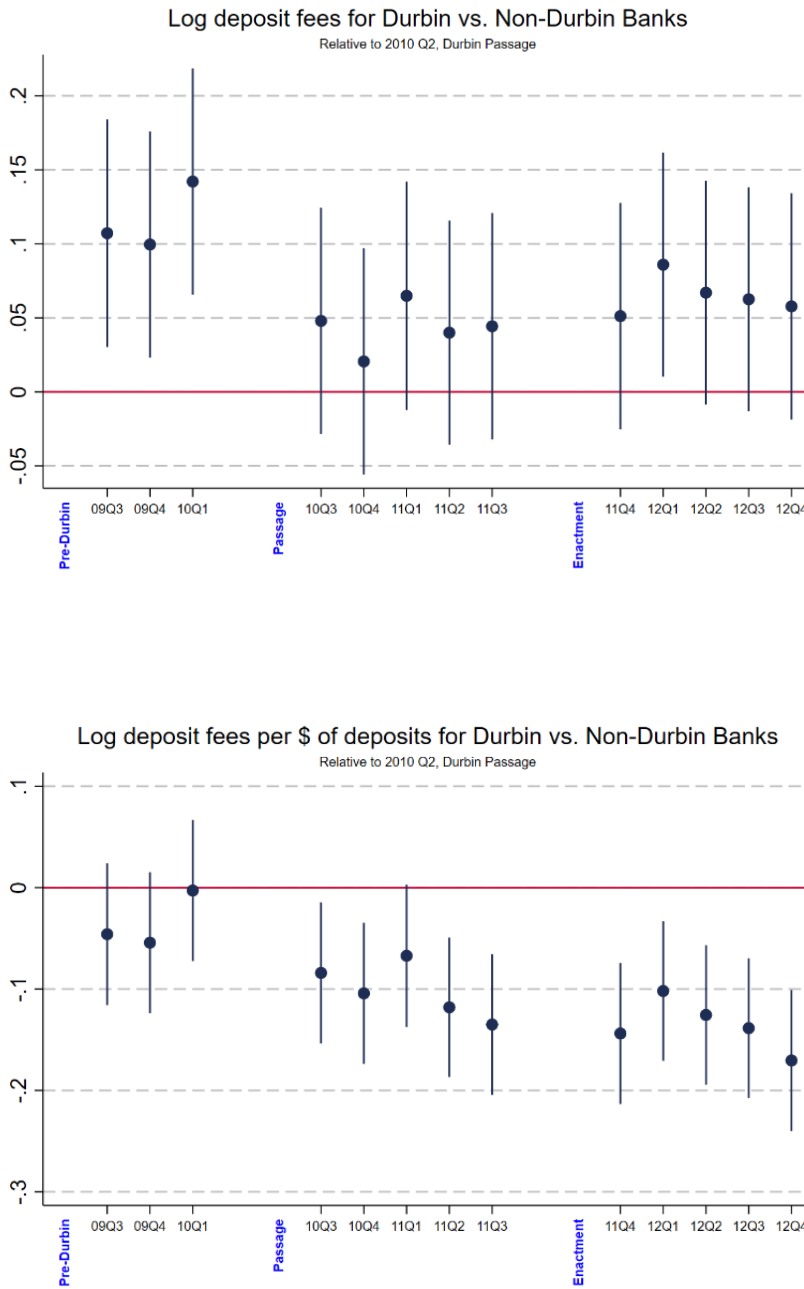 Log deposit fees for Durbin vs. Non-Durbin Banks
Relative to 2010 Q2, Durbin Passage
.2
.15
.1
.05
0
-.05
Pre-Durbin
09Q3 09Q4 10Q1
Passage
10Q3 10Q4 11Q1 11Q2 11Q3
Enactment
11Q4 12Q1 12Q2 12Q3 12Q4
Log deposit fees per $ of deposits for Durbin vs. Non-Durbin Banks
Relative to 2010 Q2, Durbin Passage
.1
0
-.1
-.2
-.3
Pre-Durbin
09Q3 09Q4 10Q1
Passage
10Q3 10Q4 11Q1 11Q2 11Q3
Enactment
11Q4 12Q1 12Q2 12Q3 12Q4